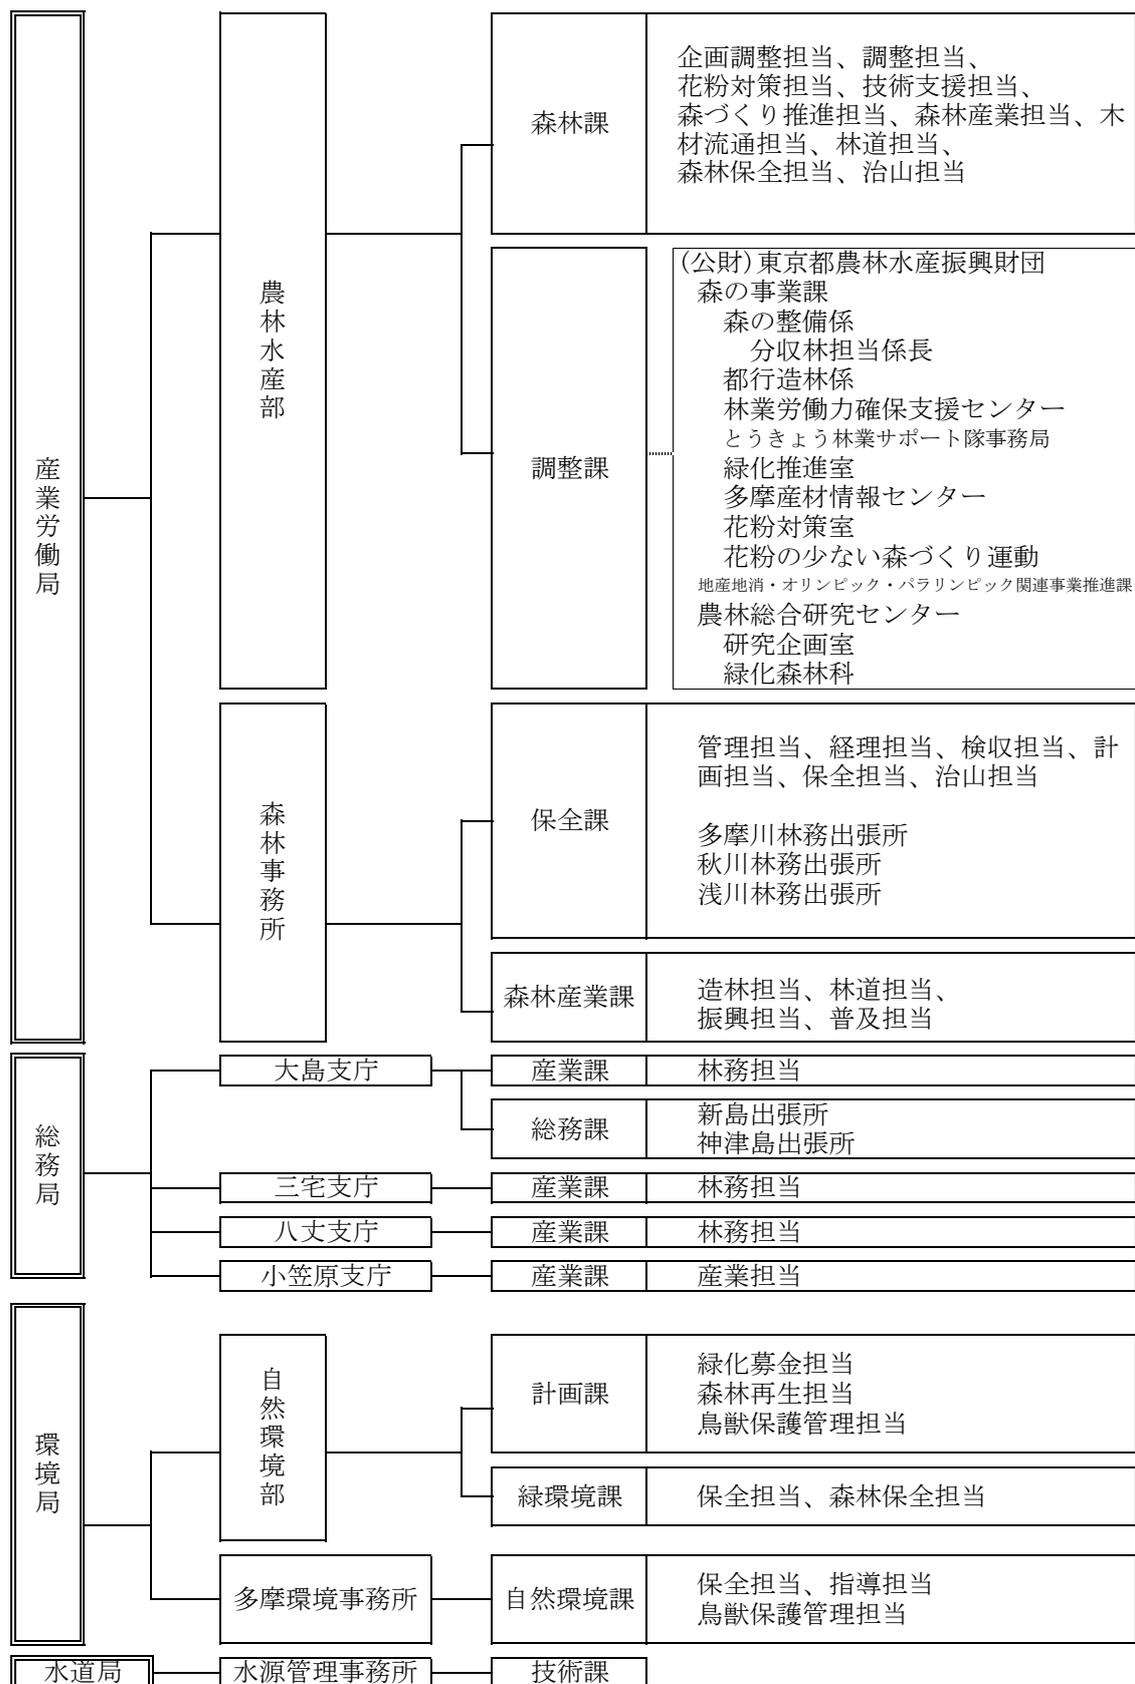 産業労働局
農林水産部
森林課
企画調整担当、調整担当、
花粉対策担当、技術支援担当、
森づくり推進担当、森林産業担当、木
材流通担当、林道担当、
森林保全担当、治山担当
調整課
(公財)東京都農林水産振興財団
森の事業課
森の整備係
分収林担当係長
都行造林係
林業労働力確保支援センター
とうきょう林業サポート隊事務局
緑化推進室
多摩産材情報センター
花粉対策室
花粉の少ない森づくり運動
地産地消・オリンピック・パラリンピック関連事業推進課
農林総合研究センター
研究企画室
緑化森林科
森林事務所
保全課
管理担当、経理担当、検収担当、計
画担当、保全担当、治山担当
多摩川林務出張所
秋川林務出張所
浅川林務出張所
森林産業課
造林担当、林道担当、
振興担当、普及担当
総務局
大島支庁
産業課
林務担当
総務課
新島出張所
神津島出張所
三宅支庁
産業課
林務担当
八丈支庁
産業課
林務担当
小笠原支庁
産業課
産業担当
環境局
自然環境部
計画課
緑化募金担当
森林再生担当
鳥獣保護管理担当
緑環境課
保全担当、森林保全担当
多摩環境事務所
自然環境課
保全担当、指導担当
鳥獣保護管理担当
水道局
水源管理事務所
技術課